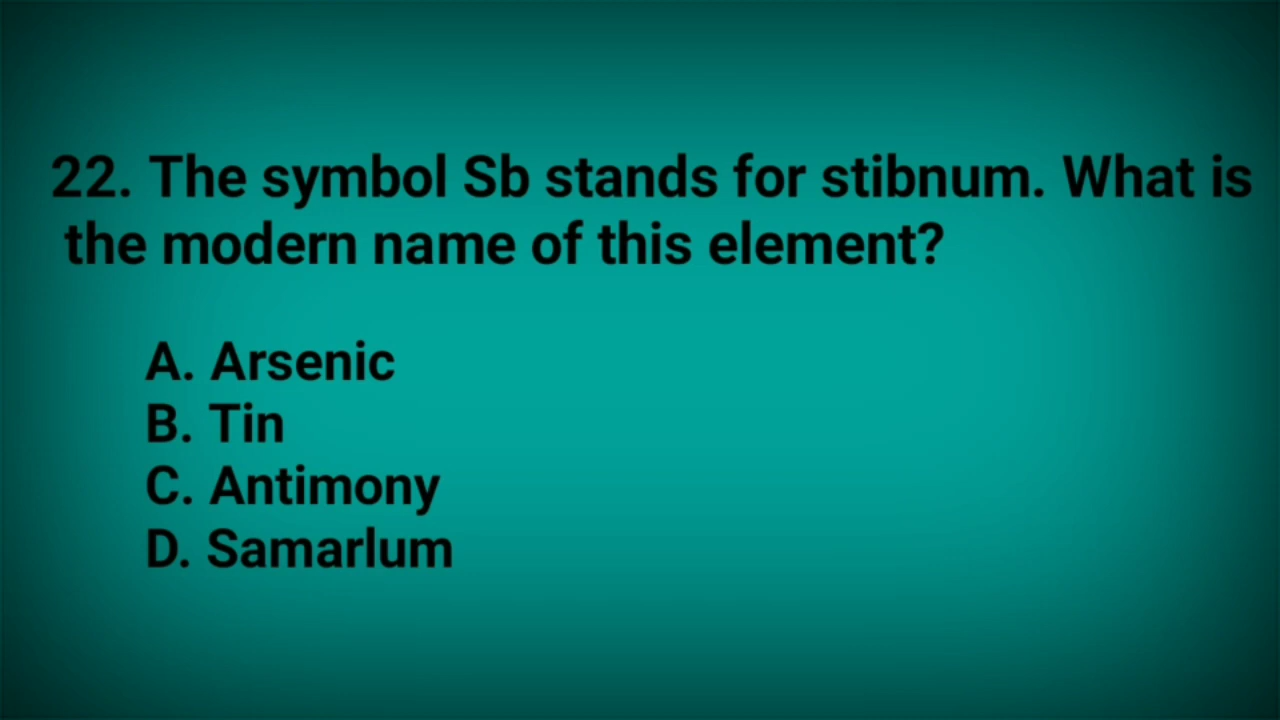 22. The symbol Sb stands for stibnum. What is
the modern name of this element?
A. Arsenic
B. Tin
C. Antimony
D. Samarlum